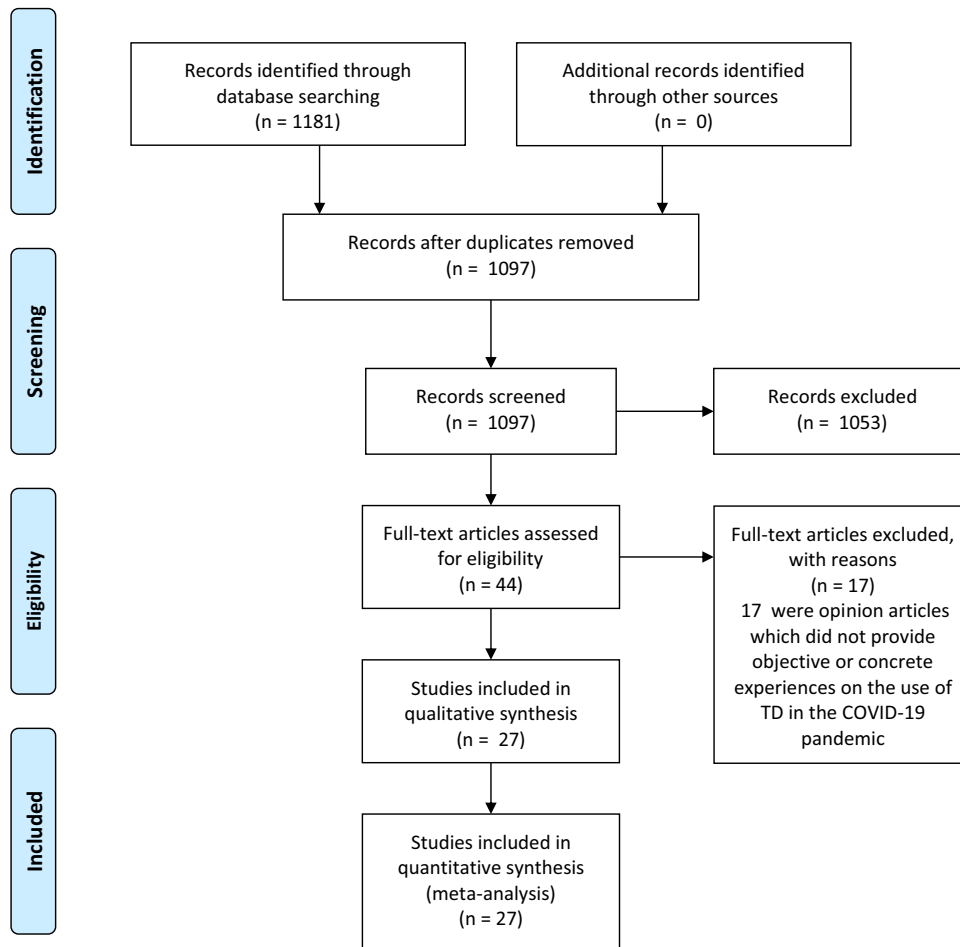 Identification
Records identified through
database searching
(n = 1181)
Additional records identified
through other sources
(n = 0)
Records after duplicates removed
(n = 1097)
Screening
Records screened
(n = 1097)
Records excluded
(n = 1053)
Eligibility
Full-text articles assessed
for eligibility
(n = 44)
Full-text articles excluded,
with reasons
(n = 17)
17 were opinion articles
which did not provide
objective or concrete
experiences on the use of
TD in the COVID-19
pandemic
Studies included in
qualitative synthesis
(n = 27)
Included
Studies included in
quantitative synthesis
(meta-analysis)
(n = 27)